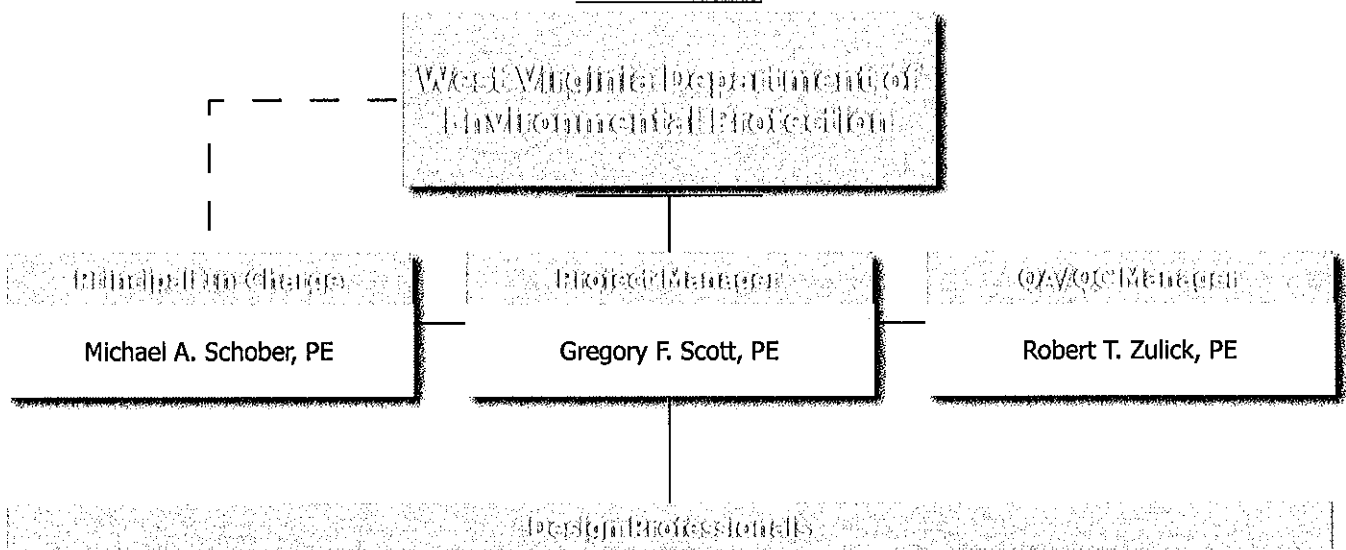 West Virginia Department of
Environmental Protection
Principal In Charge
Project Manager
QA/QC Manager
Michael A. Schober, PE
Gregory F. Scott, PE
Robert T. Zulick, PE
Design Professionals